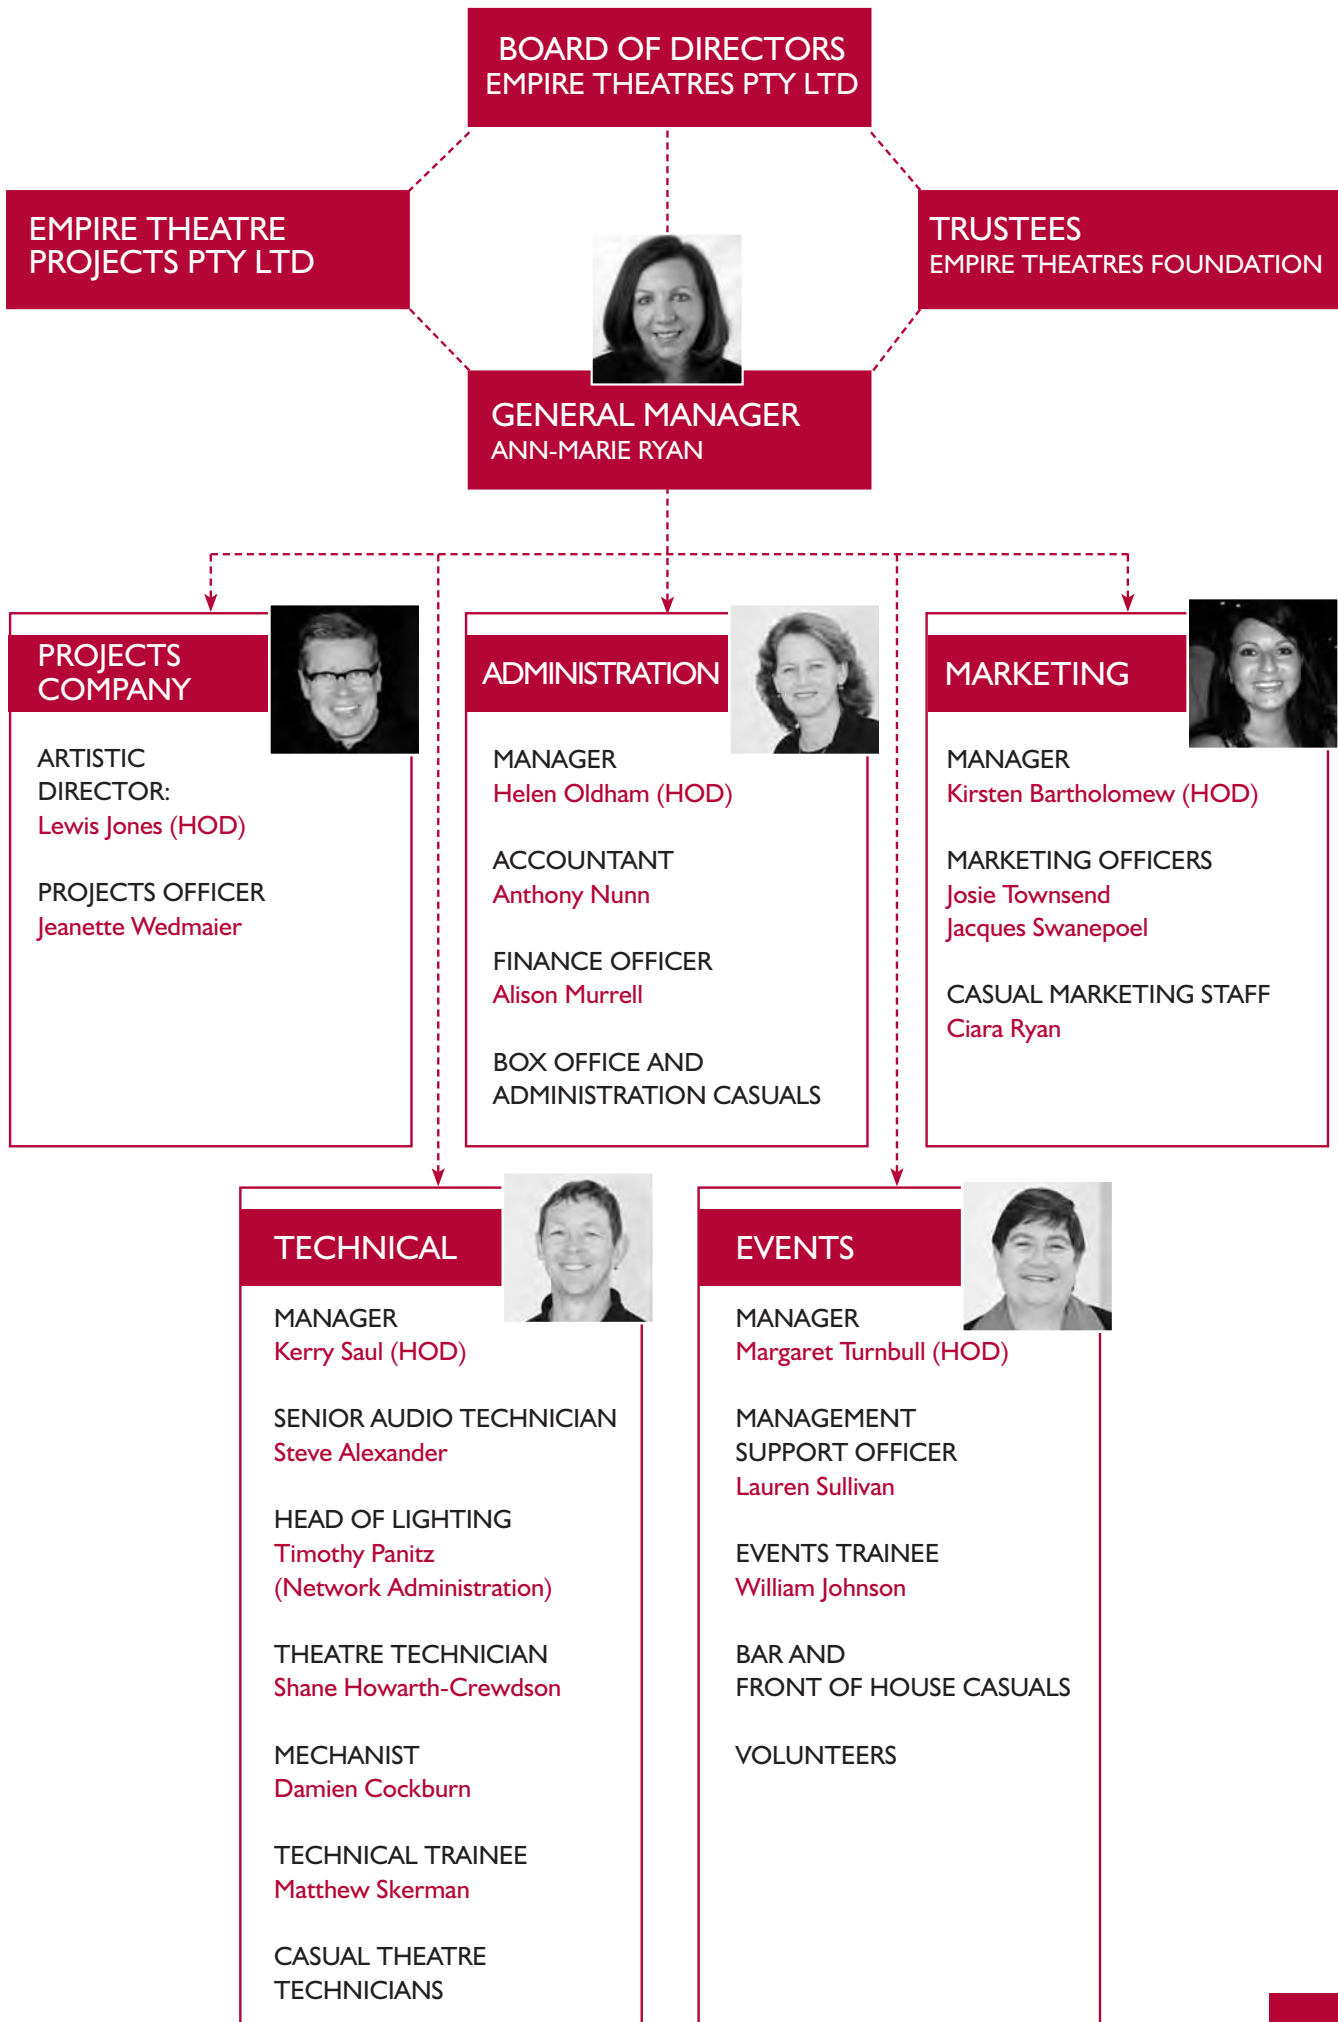 BOARD OF DIRECTORS
EMPIRE THEATRES PTY LTD
EMPIRE THEATRE
PROJECTS PTY LTD
TRUSTEES
EMPIRE THEATRES FOUNDATION
GENERAL MANAGER
ANN-MARIE RYAN
PROJECTS
COMPANY
ARTISTIC
DIRECTOR:
Lewis Jones (HOD)
PROJECTS OFFICER
Jeanette Wedmaier
ADMINISTRATION
MANAGER
Helen Oldham (HOD)
ACCOUNTANT
Anthony Nunn
FINANCE OFFICER
Alison Murrell
BOX OFFICE AND
ADMINISTRATION CASUALS
MARKETING
MANAGER
Kirsten Bartholomew (HOD)
MARKETING OFFICERS
Josie Townsend
Jacques Swanepoel
CASUAL MARKETING STAFF
Ciara Ryan
TECHNICAL
MANAGER
Kerry Saul (HOD)
SENIOR AUDIO TECHNICIAN
Steve Alexander
HEAD OF LIGHTING
Timothy Panitz
(Network Administration)
THEATRE TECHNICIAN
Shane Howarth-Crewdson
MECHANIST
Damien Cockburn
TECHNICAL TRAINEE
Matthew Skerman
CASUAL THEATRE
TECHNICIANS
EVENTS
MANAGER
Margaret Turnbull (HOD)
MANAGEMENT
SUPPORT OFFICER
Lauren Sullivan
EVENTS TRAINEE
William Johnson
BAR AND
FRONT OF HOUSE CASUALS
VOLUNTEERS